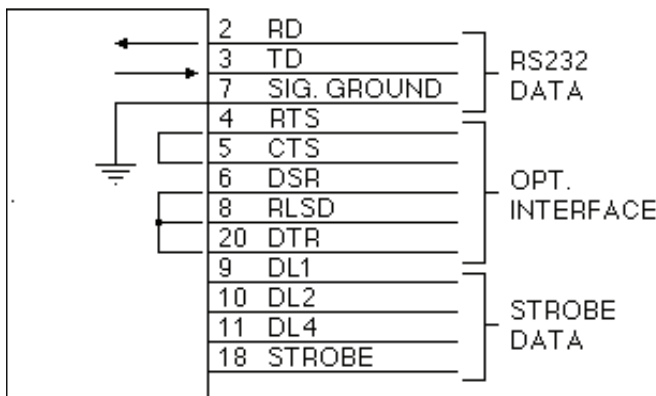 2 RD
3 TD
7 SIG. GROUND
4 RTS
5 CTS
6 DSR
8 RLSD
20 DTR
9 DL1
10 DL2
11 DL4
18 STROBE
RS232
DATA
OPT.
INTERFACE
STROBE
DATA